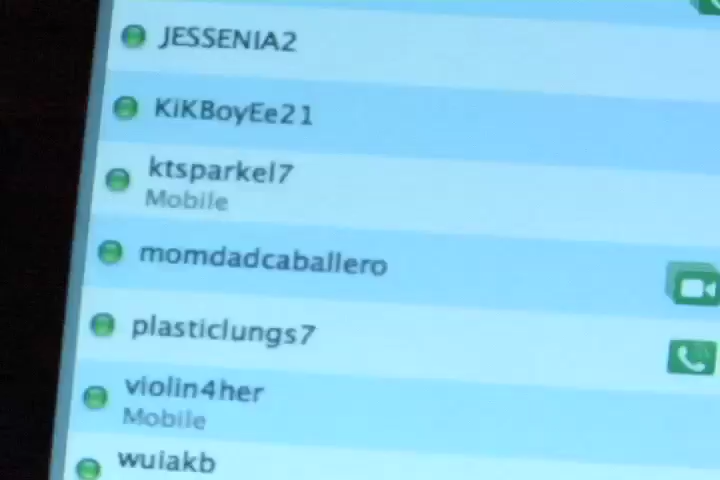 JESSENIA2
KiKBoyEe21
ktsparkel7
Mobile
momdadcaballero
plasticlungs7
violin4her
Mobile
wuiakb